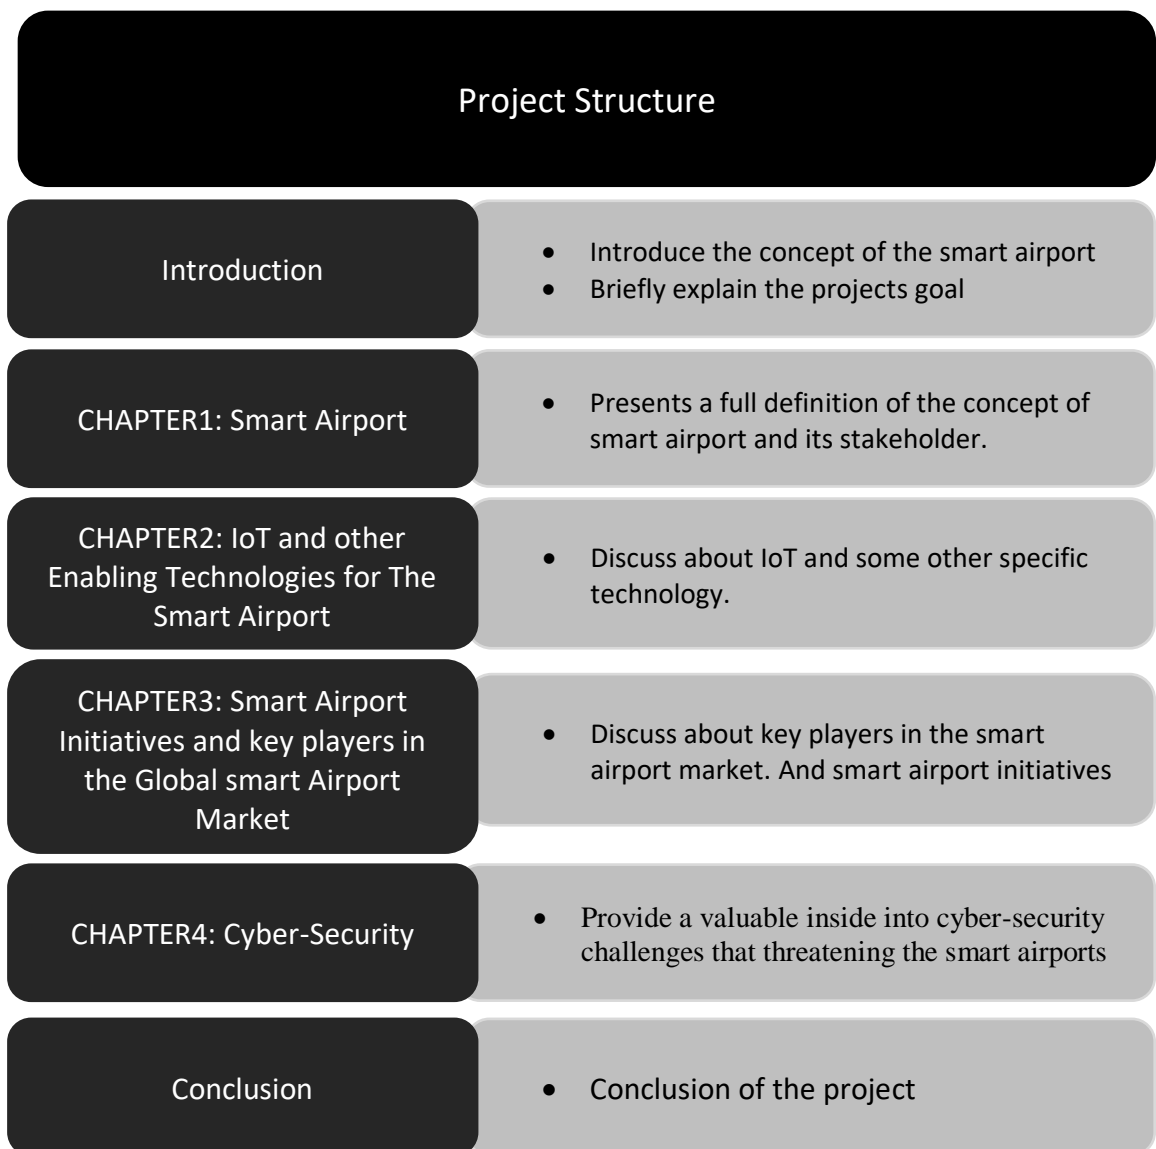 Project Structure
Introduction
• Introduce the concept of the smart airport
• Briefly explain the projects goal
CHAPTER1: Smart Airport
• Presents a full definition of the concept of
smart airport and its stakeholder.
CHAPTER2: IoT and other
Enabling Technologies for The
Smart Airport
• Discuss about IoT and some other specific
technology.
CHAPTER3: Smart Airport
Initiatives and key players in
the Global smart Airport
Market
• Discuss about key players in the smart
airport market. And smart airport initiatives
CHAPTER4: Cyber-Security
• Provide a valuable inside into cyber-security
challenges that threatening the smart airports
Conclusion
• Conclusion of the project